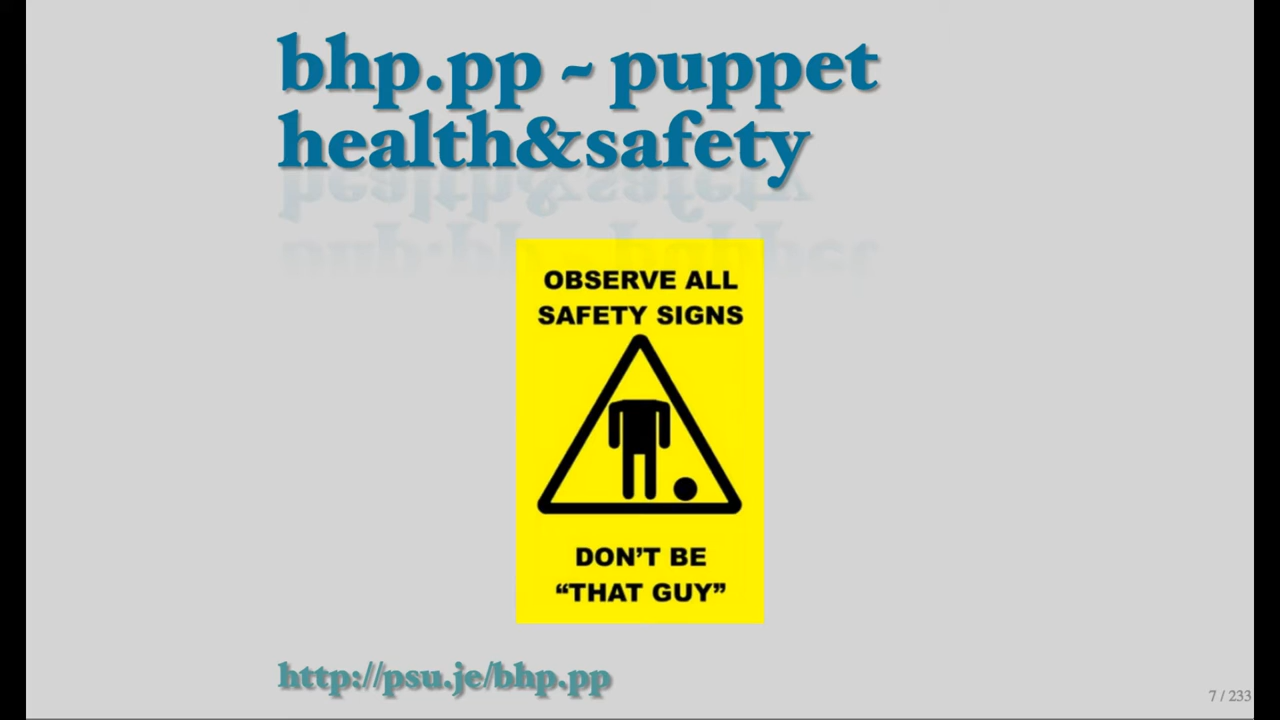 bhp.pp ~ puppet
health&safety
OBSERVE ALL
SAFETY SIGNS
DON'T BE
“THAT GUY”
http://psu.je/bhp.pp
7 / 233